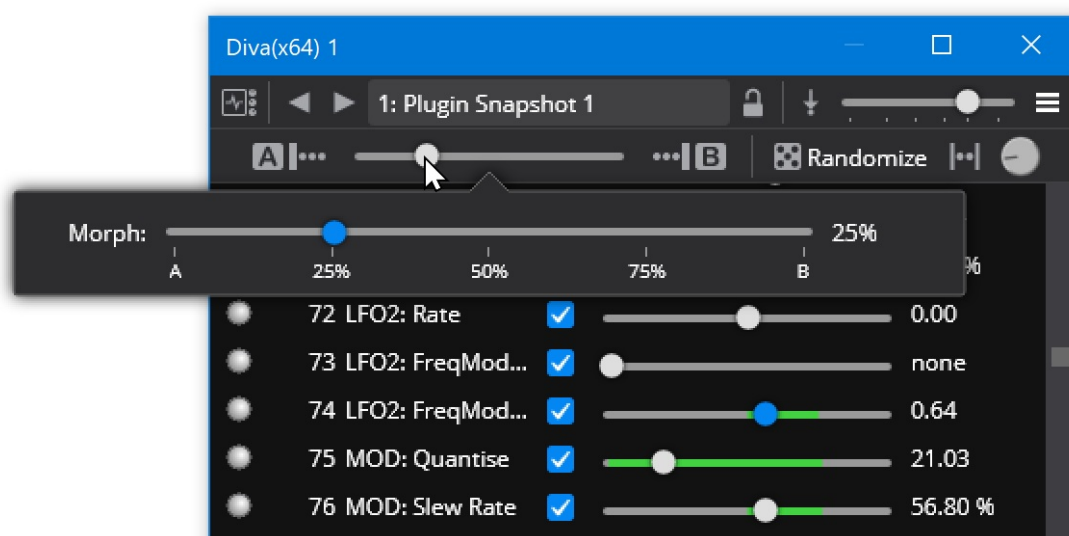 Diva(x64) 1
1: Plugin Snapshot 1
A B Randomize
Morph: 25%
A 25% 50% 75% B
%
72 LFO2: Rate 0.00
73 LFO2: FreqMod... none
74 LFO2: FreqMod... 0.64
75 MOD: Quantise 21.03
76 MOD: Slew Rate 56.80 %